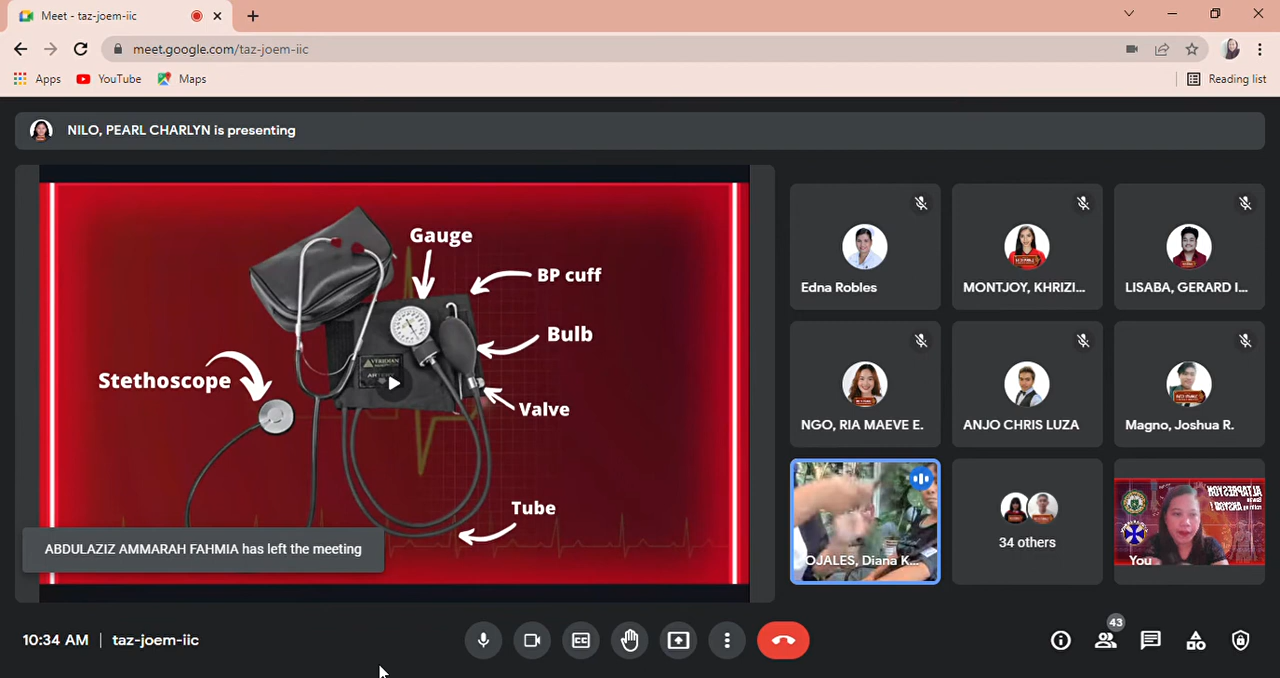 Meet - taz-joem-iic
meet.google.com/taz-joem-iic
Apps
YouTube
Maps
Reading list
NILO, PEARL CHARLYN is presenting
Gauge
BP cuff
Bulb
Stethoscope
Valve
Tube
VERIDIAN
ABDULAZIZ AMMARAH FAHMIA has left the meeting
Edna Robles
MONTJOY, KHRIZI...
LISABA, GERARD I...
NGO, RIA MAEVE E.
ANJO CHRIS LUZA
Magno, Joshua R.
OJALES, Diana K...
34 others
You
10:34 AM
taz-joem-iic
43